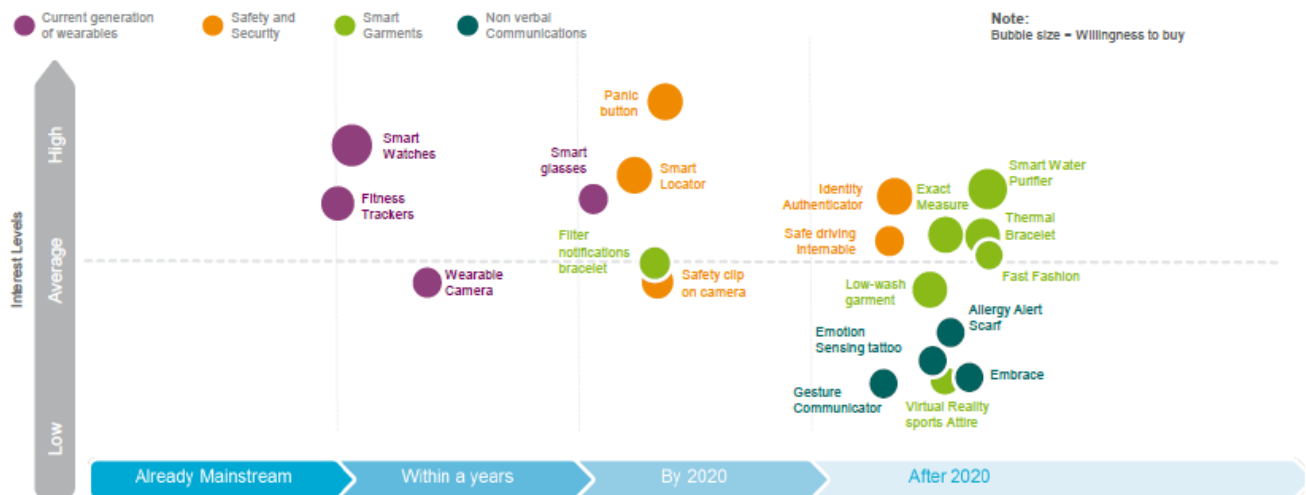 Current generation
of wearables
Safety and
Security
Smart
Garments
Non verbal
Communications
Note:
Bubble size = Willingness to buy
Interest Levels
High
Average
Low
Panic
button
Smart
Watches
Smart
glasses
Smart
Locator
Fitness
Trackers
Identity
Authenticator
Exact
Measure
Smart Water
Purifier
Safe driving
Internable
Thermal
Bracelet
Filter
notifications
bracelet
Wearable
Camera
Safety clip
on camera
Fast Fashion
Low-wash
garment
Allergy Alert
Scarf
Emotion
Sensing tattoo
Embrace
Gesture
Communicator
Virtual Reality
sports Attire
Already Mainstream
Within a years
By 2020
After 2020